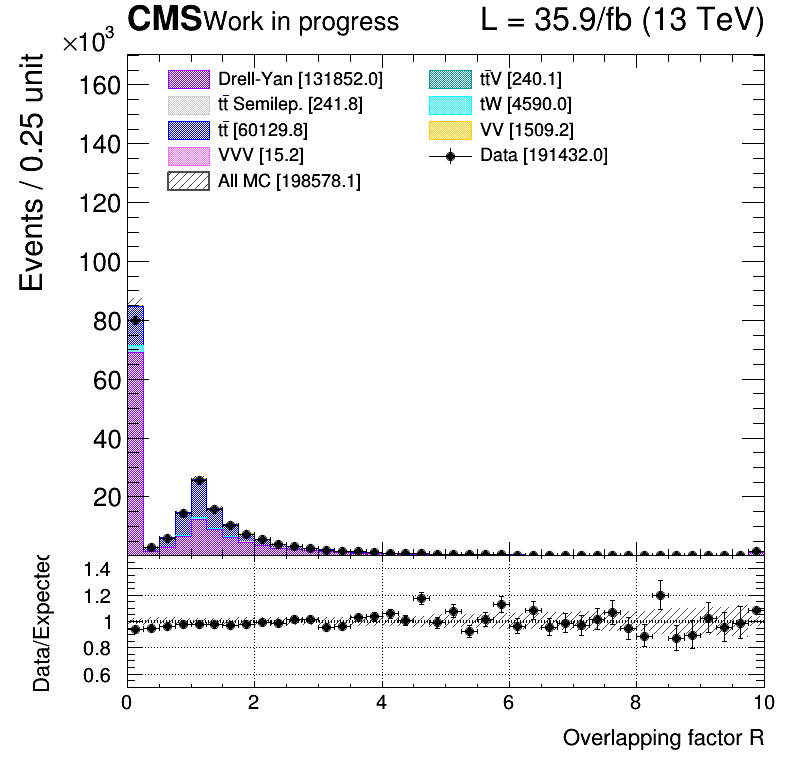 CMS Work in progress L = 35.9/fb (13 TeV)
×10³
Events / 0.25 unit
160
140
120
100
80
60
40
20
Drell-Yan [131852.0]
tt̄ Semilep. [241.8]
tt̄ [60129.8]
VVV [15.2]
All MC [198578.1]
tt̄V [240.1]
tW [4590.0]
VV [1509.2]
Data [191432.0]
Data/Expected
1.4
1.2
1
0.8
0.6
0 2 4 6 8 10
Overlapping factor R